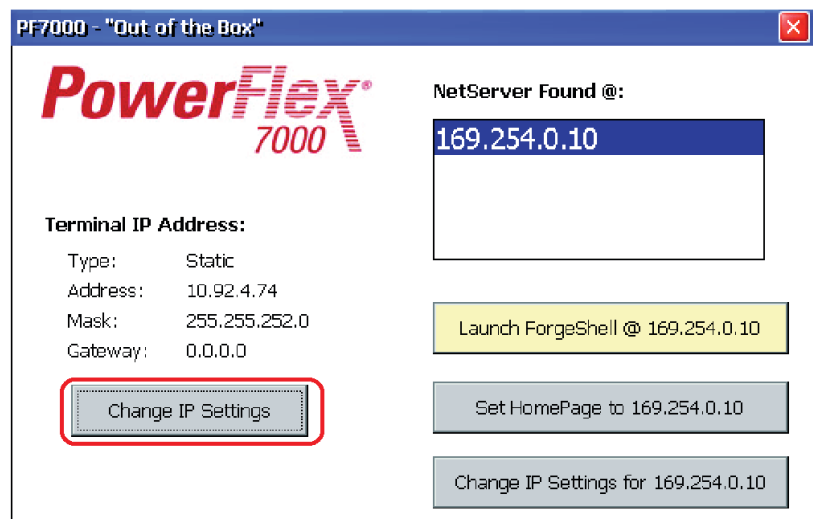 PF7000 - "Out of the Box"
PowerFlex®
7000
NetServer Found @:
169.254.0.10
Terminal IP Address:
Type: Static
Address: 10.92.4.74
Mask: 255.255.252.0
Gateway: 0.0.0.0
Change IP Settings
Launch ForgeShell @ 169.254.0.10
Set HomePage to 169.254.0.10
Change IP Settings for 169.254.0.10